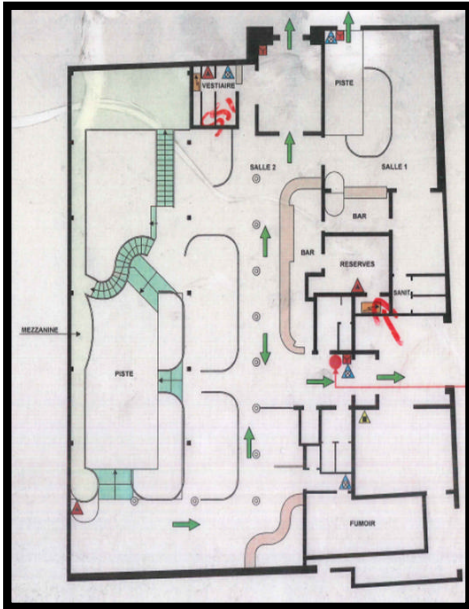 VESTIAIRE
PISTE
SALLE 2
SALLE 1
BAR
BAR
RESERVES
SANIT
MEZZANINE
PISTE
FUMOIR